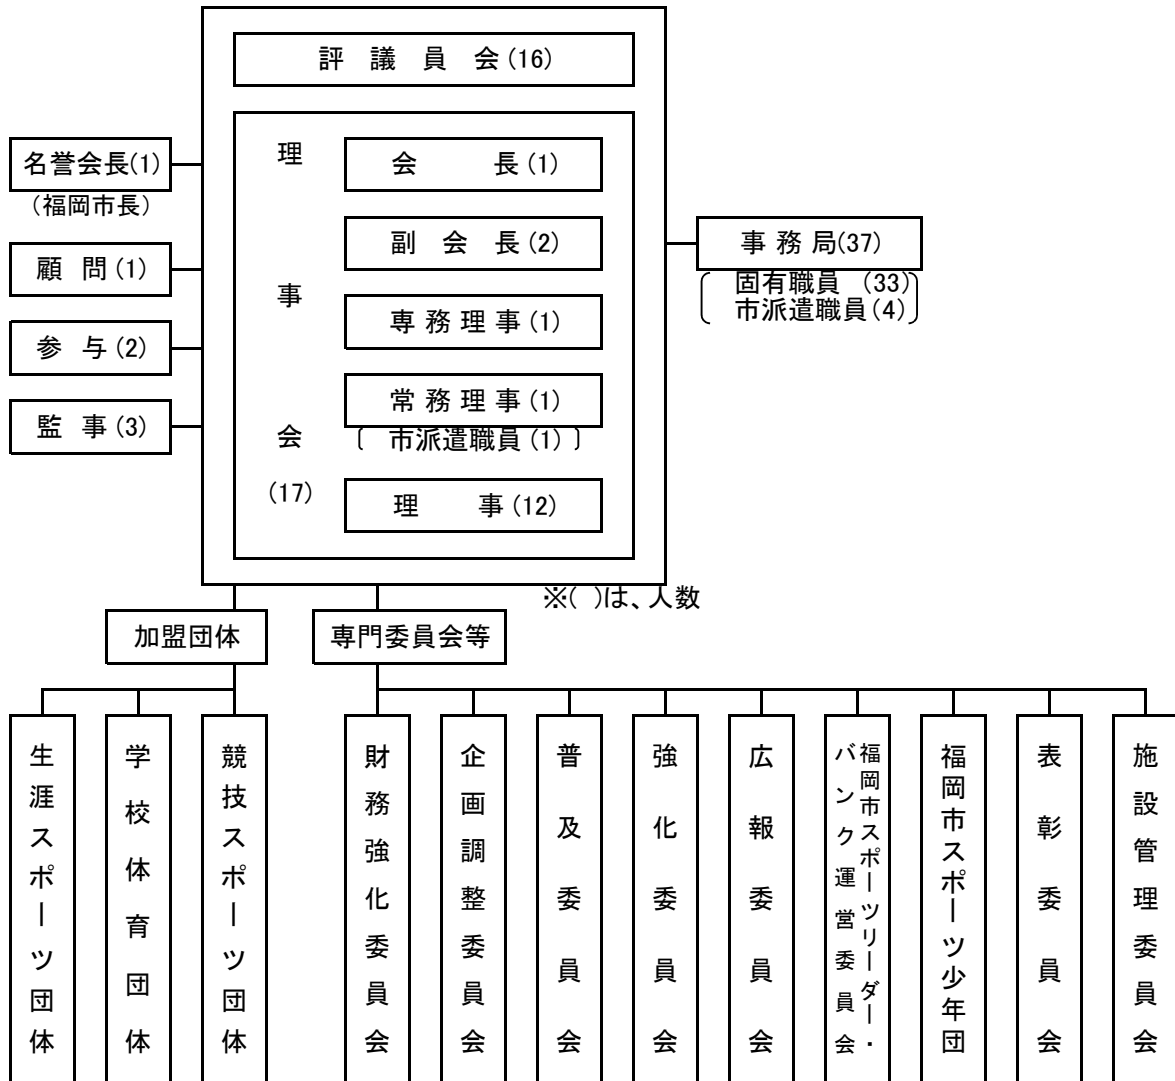 評議員会(16)
理事会(17)
会長(1)
副会長(2)
専務理事(1)
常務理事(1)
〔 市派遣職員(1) 〕
理事(12)
名誉会長(1)
(福岡市長)
顧問(1)
参与(2)
監事(3)
事務局(37)
固有職員 (33)
市派遣職員(4)
※( )は、人数
加盟団体
専門委員会等
生涯スポーツ団体
学校体育団体
競技スポーツ団体
財務強化委員会
企画調整委員会
普及委員会
強化委員会
広報委員会
福岡市スポーツリーダー・
バンク運営委員会
福岡市スポーツ少年団
表彰委員会
施設管理委員会